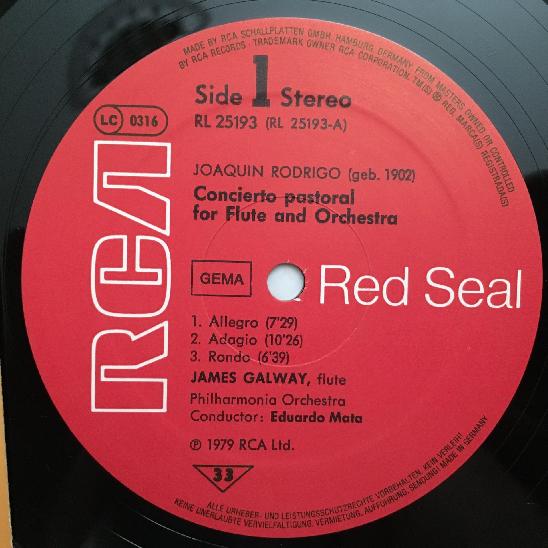 MADE BY RCA SCHALLPLATTEN GMBH, HAMBURG, GERMANY, FROM MASTERS OWNED OR CONTROLLED
BY RCA RECORDS · TRADEMARK OWNER RCA CORPORATION. TM(S) ® REG. MARCA(S) REGISTRADA(S)
Side 1 Stereo
RL 25193 (RL 25193-A)
LC 0316
RCA
JOAQUIN RODRIGO (geb. 1902)
Concierto pastoral
for Flute and Orchestra
GEMA
Red Seal
1. Allegro (7'29)
2. Adagio (10'26)
3. Rondo (6'39)
JAMES GALWAY, flute
Philharmonia Orchestra
Conductor: Eduardo Mata
℗ 1979 RCA Ltd.
33
ALLE URHEBER- UND LEISTUNGSSCHUTZRECHTE VORBEHALTEN. KEIN VERLEIH!
KEINE UNERLAUBTE VERVIELFÄLTIGUNG, VERMIETUNG, AUFFÜHRUNG, SENDUNG! MADE IN GERMANY